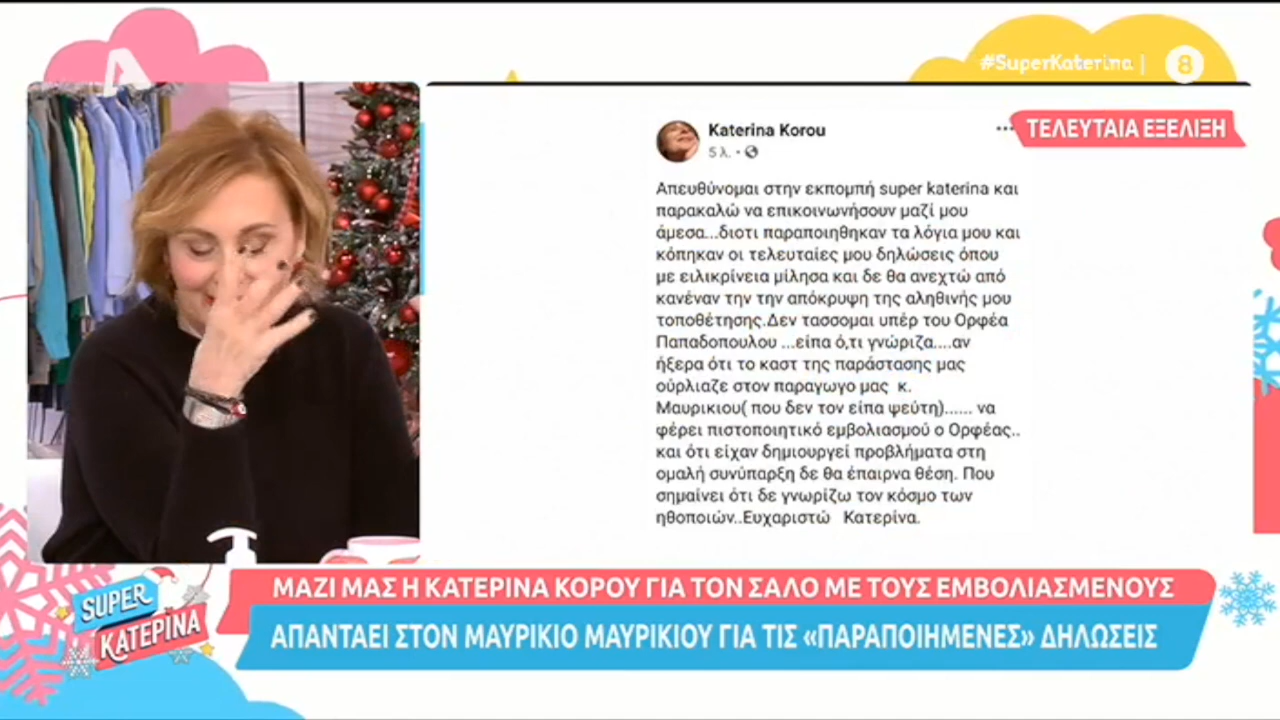 #SuperKaterina | 8
ΤΕΛΕΥΤΑΙΑ ΕΞΕΛΙΞΗ
Katerina Korou
5 λ. •
Απευθύνομαι στην εκπομπή super katerina και
παρακαλώ να επικοινωνήσουν μαζί μου
άμεσα...διοτι παραποιηθηκαν τα λόγια μου και
κόπηκαν οι τελευταίες μου δηλώσεις όπου
με ειλικρίνεια μίλησα και δε θα ανεχτώ από
κανέναν την την απόκρυψη της αληθινής μου
τοποθέτησης.Δεν τασσομαι υπέρ του Ορφέα
Παπαδοπουλου ...είπα ό,τι γνώριζα....αν
ήξερα ότι το καστ της παράστασης μας
ούρλιαζε στον παραγωγο μας κ.
Μαυρικιου( που δεν τον είπα ψεύτη)...... να
φέρει πιστοποιητικό εμβολιασμού ο Ορφέας..
και ότι είχαν δημιουργεί προβλήματα στη
ομαλή συνύπαρξη δε θα έπαιρνα θέση. Που
σημαίνει ότι δε γνωρίζω τον κόσμο των
ηθοποιών..Ευχαριστώ Κατερίνα.
SUPER
KATEPINA
ΜΑΖΙ ΜΑΣ Η ΚΑΤΕΡΙΝΑ ΚΟΡΟΥ ΓΙΑ ΤΟΝ ΣΑΛΟ ΜΕ ΤΟΥΣ ΕΜΒΟΛΙΑΣΜΕΝΟΥΣ
ΑΠΑΝΤΑΕΙ ΣΤΟΝ ΜΑΥΡΙΚΙΟ ΜΑΥΡΙΚΙΟΥ ΓΙΑ ΤΙΣ «ΠΑΡΑΠΟΙΗΜΕΝΕΣ» ΔΗΛΩΣΕΙΣ